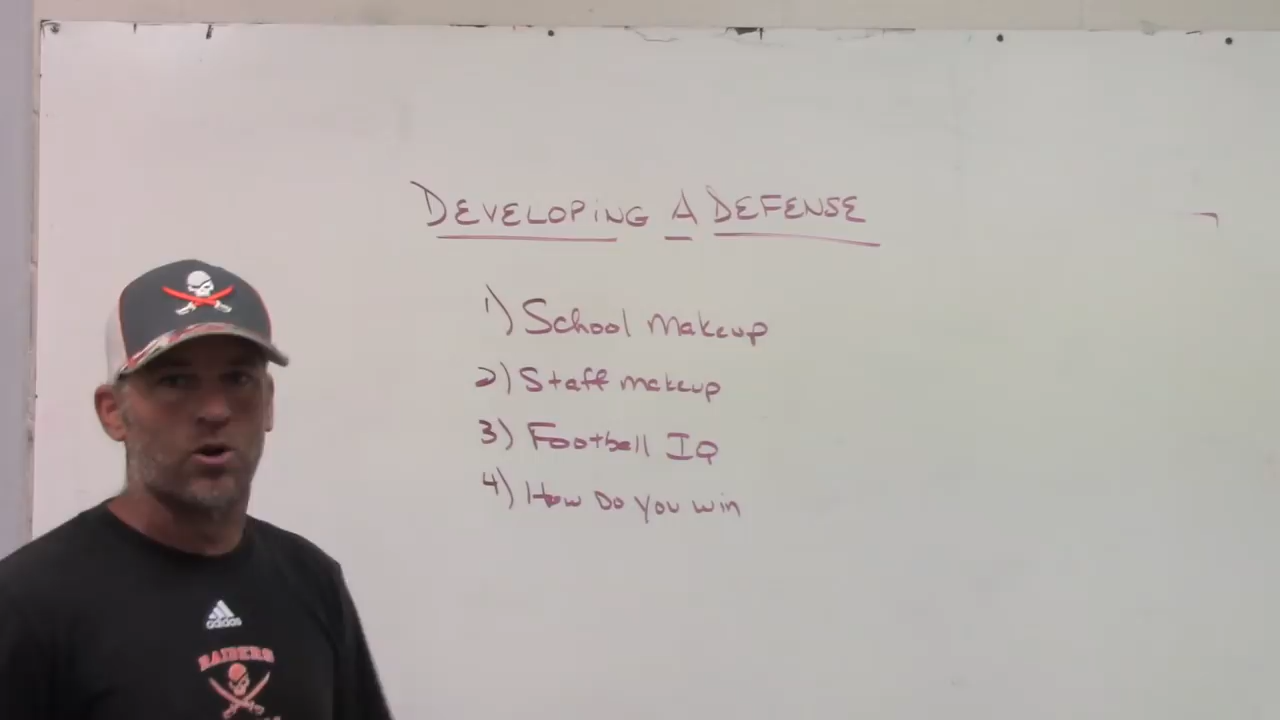 DEVELOPiNG A DEFENSE
1) School Makeup
2) Staff makeup
3) Football IQ
4) How Do you win
adidas
RAIDERS